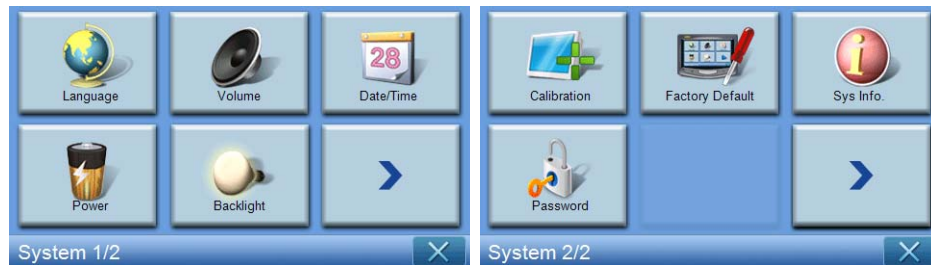 Language
Volume
28
Date/Time
Power
Backlight
System 1/2
Calibration
Factory Default
Sys Info.
Password
System 2/2